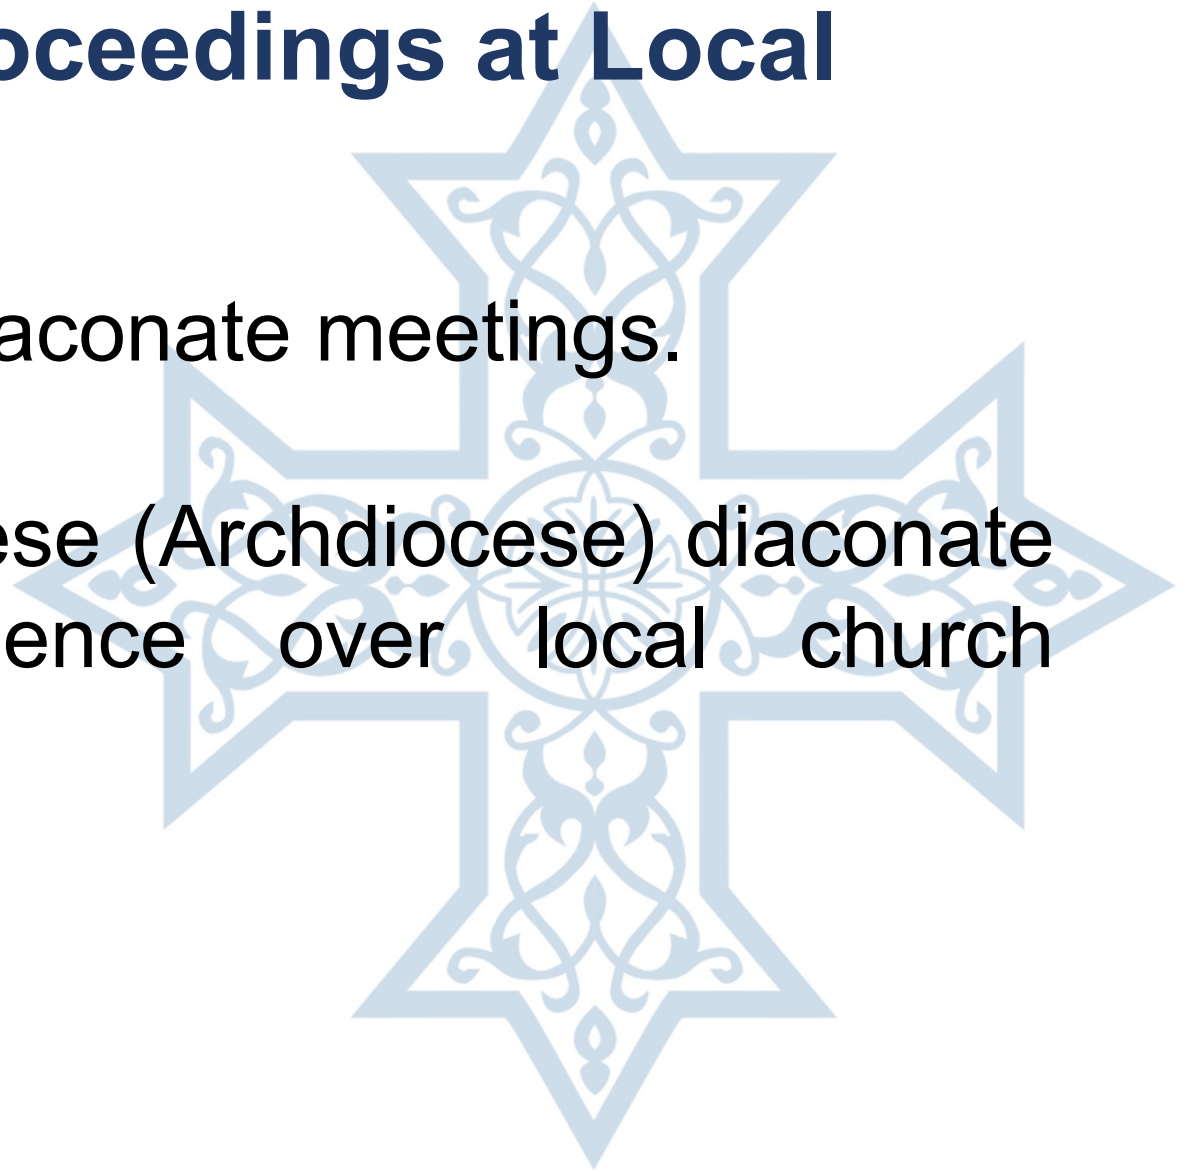 oceedings at Local
aconate meetings.
ese (Archdiocese) diaconate
ence over local church